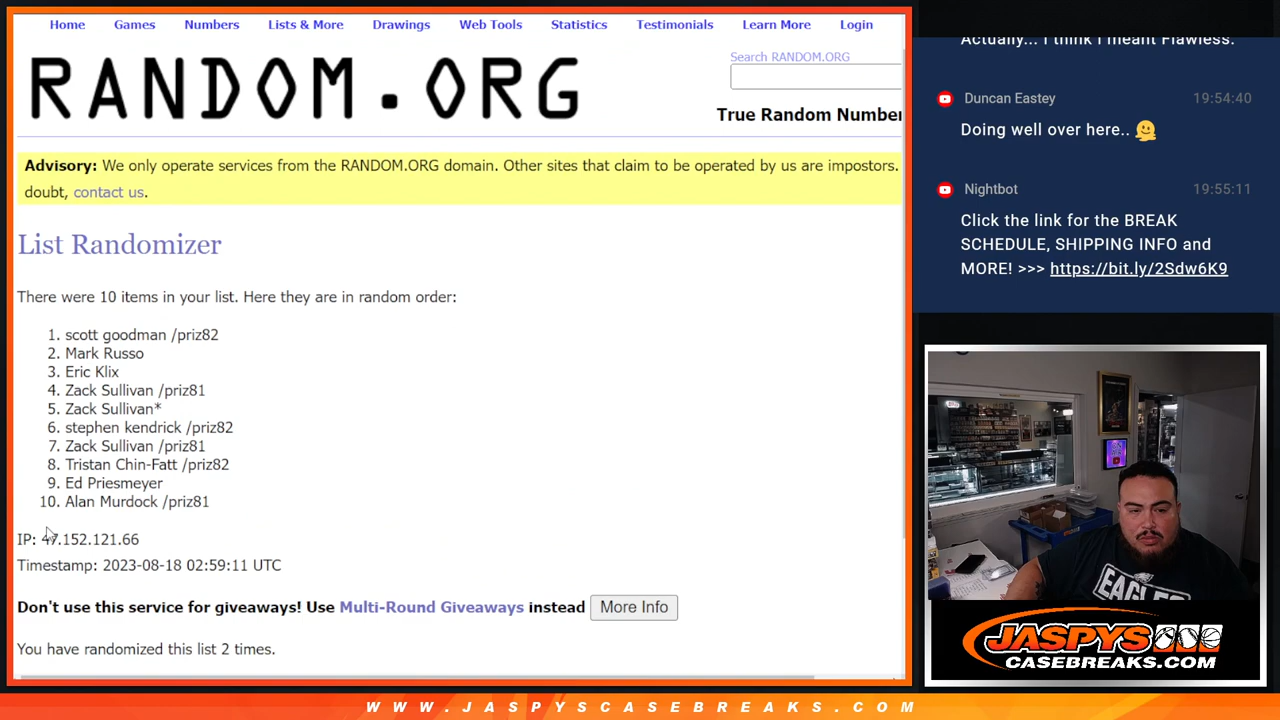 Home Games Numbers Lists & More Drawings Web Tools Statistics Testimonials Learn More Login
RANDOM.ORG
Search RANDOM.ORG
True Random Number
Advisory: We only operate services from the RANDOM.ORG domain. Other sites that claim to be operated by us are impostors.
doubt, contact us.
List Randomizer
There were 10 items in your list. Here they are in random order:
1. scott goodman /priz82
2. Mark Russo
3. Eric Klix
4. Zack Sullivan /priz81
5. Zack Sullivan*
6. stephen kendrick /priz82
7. Zack Sullivan /priz81
8. Tristan Chin-Fatt /priz82
9. Ed Priesmeyer
10. Alan Murdock /priz81
IP: 47.152.121.66
Timestamp: 2023-08-18 02:59:11 UTC
Don't use this service for giveaways! Use Multi-Round Giveaways instead More Info
You have randomized this list 2 times.
Actually... I think I meant Flawless.
Duncan Eastey 19:54:40
Doing well over here.. 🫠
Nightbot 19:55:11
Click the link for the BREAK
SCHEDULE, SHIPPING INFO and
MORE! >>> https://bit.ly/2Sdw6K9
EAGLES
JASPYS
CASEBREAKS.COM
WWW.JASPYSCASEBREAKS.COM